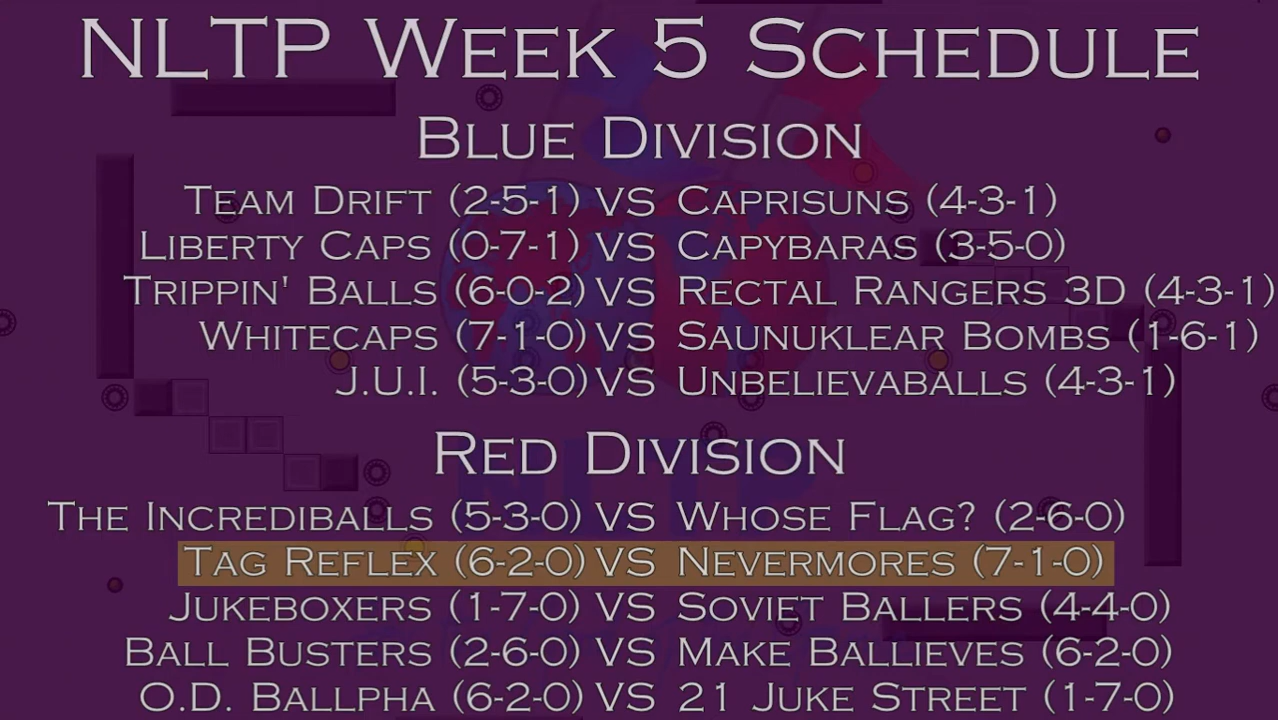 NLTP Week 5 Schedule
Blue Division
Team Drift (2-5-1) vs Caprisuns (4-3-1)
Liberty Caps (0-7-1) vs Capybaras (3-5-0)
Trippin' Balls (6-0-2) vs Rectal Rangers 3D (4-3-1)
Whitecaps (7-1-0) vs Saunuklear Bombs (1-6-1)
J.U.I. (5-3-0) vs Unbelievaballs (4-3-1)
Red Division
The Incrediballs (5-3-0) vs Whose Flag? (2-6-0)
Tag Reflex (6-2-0) vs Nevermores (7-1-0)
Jukeboxers (1-7-0) vs Soviet Ballers (4-4-0)
Ball Busters (2-6-0) vs Make Ballieves (6-2-0)
O.D. Ballpha (6-2-0) vs 21 Juke Street (1-7-0)